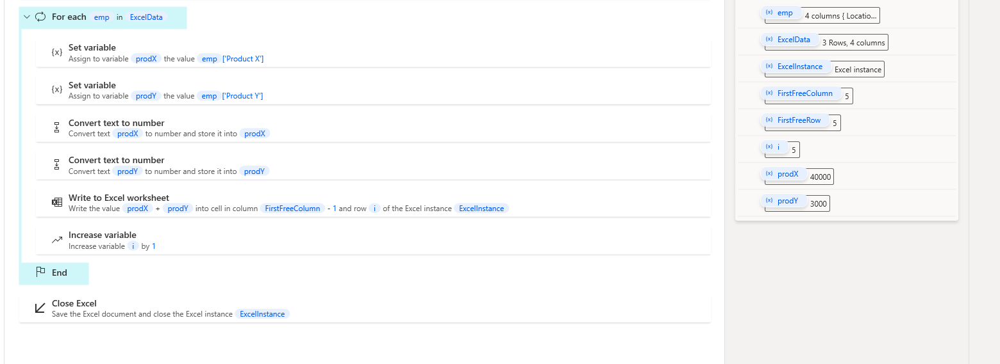 For each emp in ExcelData
Set variable
Assign to variable prodX the value emp ['Product X']
Set variable
Assign to variable prodY the value emp ['Product Y']
Convert text to number
Convert text prodX to number and store it into prodX
Convert text to number
Convert text prodY to number and store it into prodY
Write to Excel worksheet
Write the value prodX + prodY into cell in column FirstFreeColumn - 1 and row i of the Excel instance ExcelInstance
Increase variable
Increase variable i by 1
End
Close Excel
Save the Excel document and close the Excel instance ExcelInstance
(x) emp 4 columns { Locatio...
(x) ExcelData 3 Rows, 4 columns
(x) ExcelInstance Excel instance
(x) FirstFreeColumn 5
(x) FirstFreeRow 5
(x) i 5
(x) prodX 40000
(x) prodY 3000